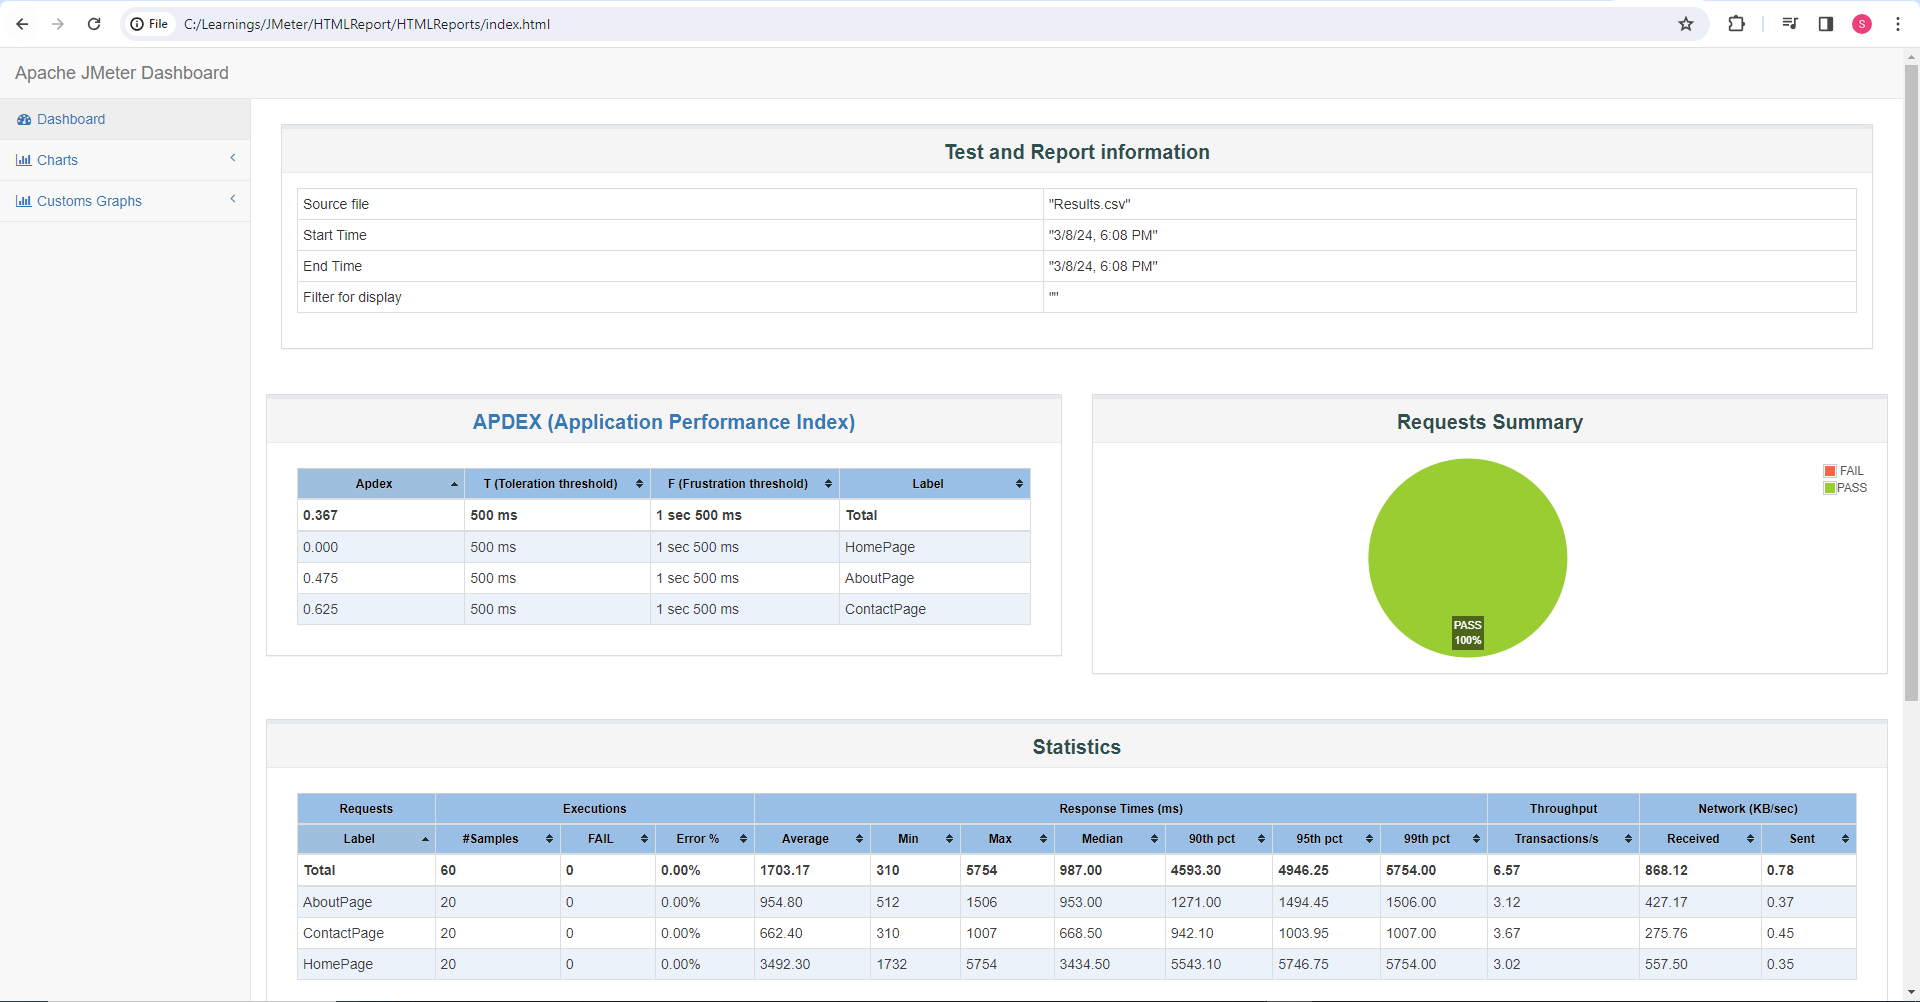 File C:/Learnings/JMeter/HTMLReport/HTMLReports/index.html
S
Apache JMeter Dashboard
Dashboard
Charts
Customs Graphs
Test and Report information
Source file "Results.csv"
Start Time "3/8/24, 6:08 PM"
End Time "3/8/24, 6:08 PM"
Filter for display ""
APDEX (Application Performance Index)
Apdex T (Toleration threshold) F (Frustration threshold) Label
0.367 500 ms 1 sec 500 ms Total
0.000 500 ms 1 sec 500 ms HomePage
0.475 500 ms 1 sec 500 ms AboutPage
0.625 500 ms 1 sec 500 ms ContactPage
Requests Summary
FAIL
PASS
PASS
100%
Statistics
Requests Executions Response Times (ms) Throughput Network (KB/sec)
Label #Samples FAIL Error % Average Min Max Median 90th pct 95th pct 99th pct Transactions/s Received Sent
Total 60 0 0.00% 1703.17 310 5754 987.00 4593.30 4946.25 5754.00 6.57 868.12 0.78
AboutPage 20 0 0.00% 954.80 512 1506 953.00 1271.00 1494.45 1506.00 3.12 427.17 0.37
ContactPage 20 0 0.00% 662.40 310 1007 668.50 942.10 1003.95 1007.00 3.67 275.76 0.45
HomePage 20 0 0.00% 3492.30 1732 5754 3434.50 5543.10 5746.75 5754.00 3.02 557.50 0.35